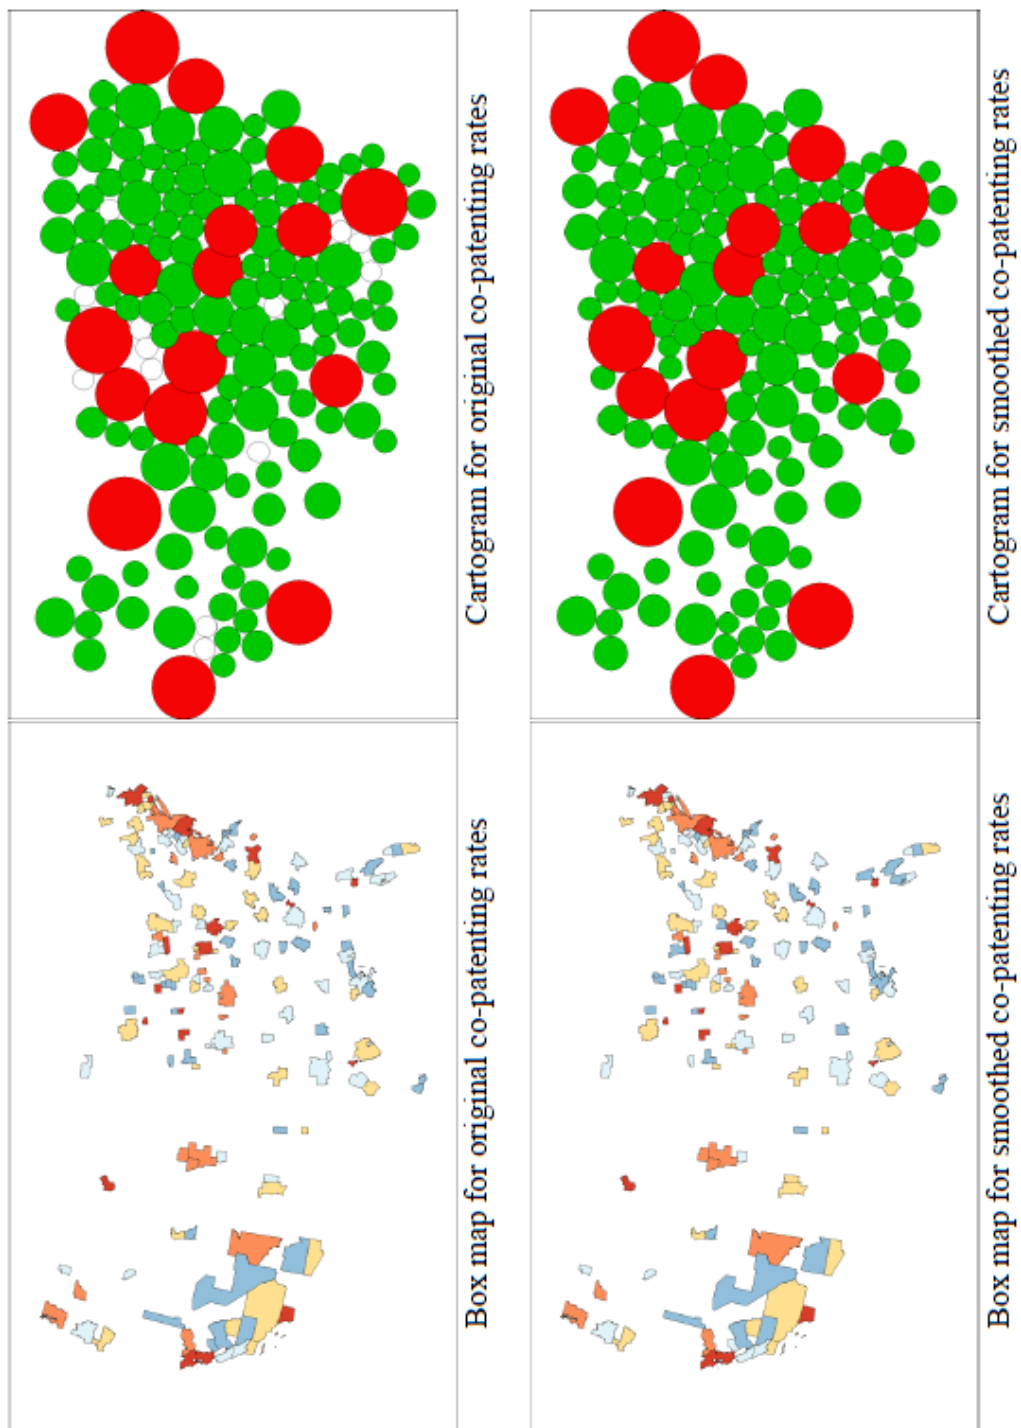 Box map for original co-patenting rates
Cartogram for original co-patenting rates
Box map for smoothed co-patenting rates
Cartogram for smoothed co-patenting rates